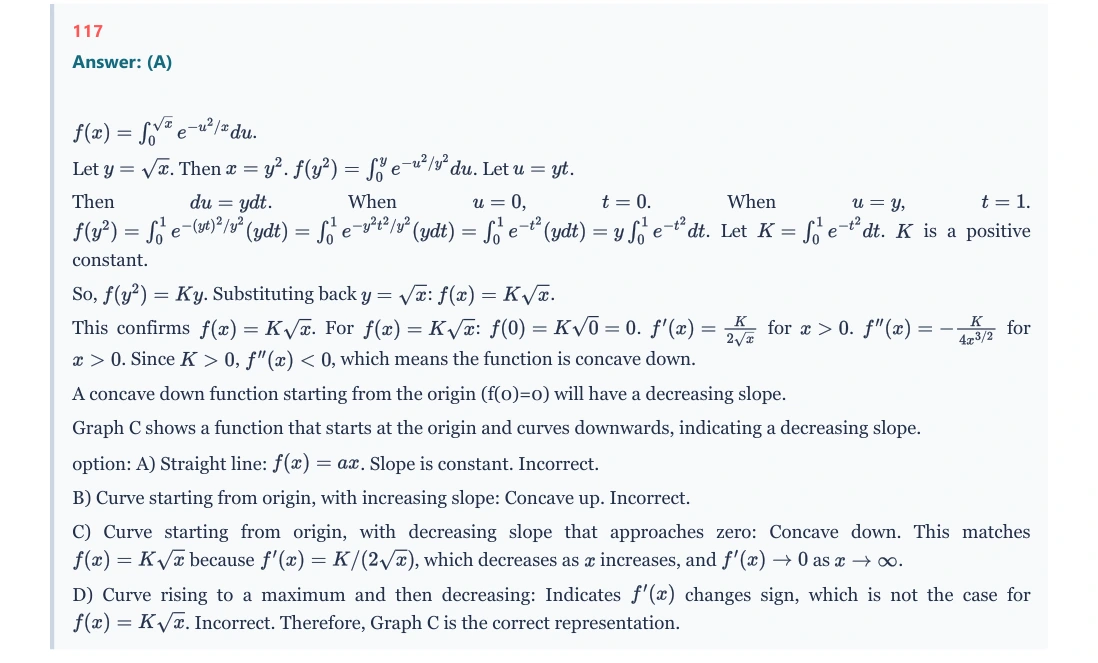 117
Answer: (A)
f(x) = ∫₀^{√x} e^{−u²/x} du.
Let y = √x. Then x = y². f(y²) = ∫₀^y e^{−u²/y²} du. Let u = yt.
Then du = ydt. When u = 0, t = 0. When u = y, t = 1.
f(y²) = ∫₀¹ e^{−(yt)²/y²}(ydt) = ∫₀¹ e^{−y²t²/y²}(ydt) = ∫₀¹ e^{−t²}(ydt) = y ∫₀¹ e^{−t²}dt. Let K = ∫₀¹ e^{−t²}dt. K is a positive
constant.
So, f(y²) = Ky. Substituting back y = √x: f(x) = K√x.
This confirms f(x) = K√x. For f(x) = K√x: f(0) = K√0 = 0. f′(x) = K/(2√x) for x > 0. f″(x) = −K/(4x^{3/2}) for
x > 0. Since K > 0, f″(x) < 0, which means the function is concave down.
A concave down function starting from the origin (f(0)=0) will have a decreasing slope.
Graph C shows a function that starts at the origin and curves downwards, indicating a decreasing slope.
option: A) Straight line: f(x) = ax. Slope is constant. Incorrect.
B) Curve starting from origin, with increasing slope: Concave up. Incorrect.
C) Curve starting from origin, with decreasing slope that approaches zero: Concave down. This matches
f(x) = K√x because f′(x) = K/(2√x), which decreases as x increases, and f′(x) → 0 as x → ∞.
D) Curve rising to a maximum and then decreasing: Indicates f′(x) changes sign, which is not the case for
f(x) = K√x. Incorrect. Therefore, Graph C is the correct representation.